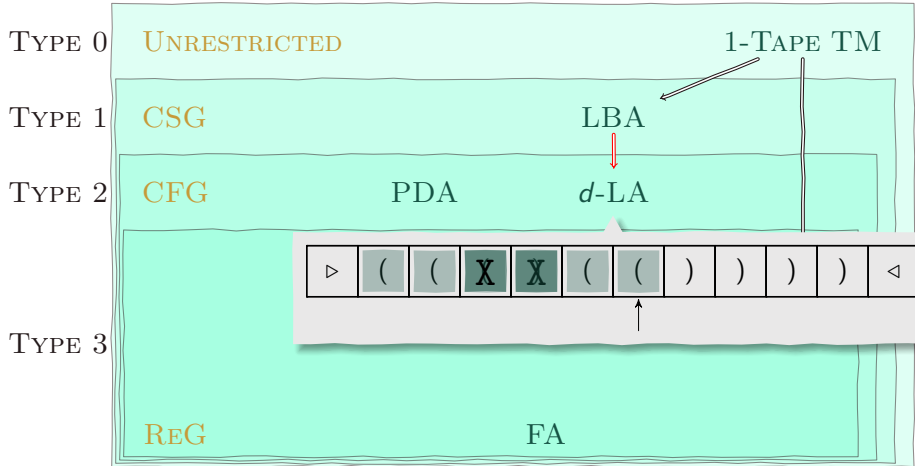 TYPE 0 UNRESTRICTED 1-TAPE TM
TYPE 1 CSG LBA
TYPE 2 CFG PDA d-LA
▷ ( ( X X ( ( ) ) ) ) ◁
TYPE 3
REG FA